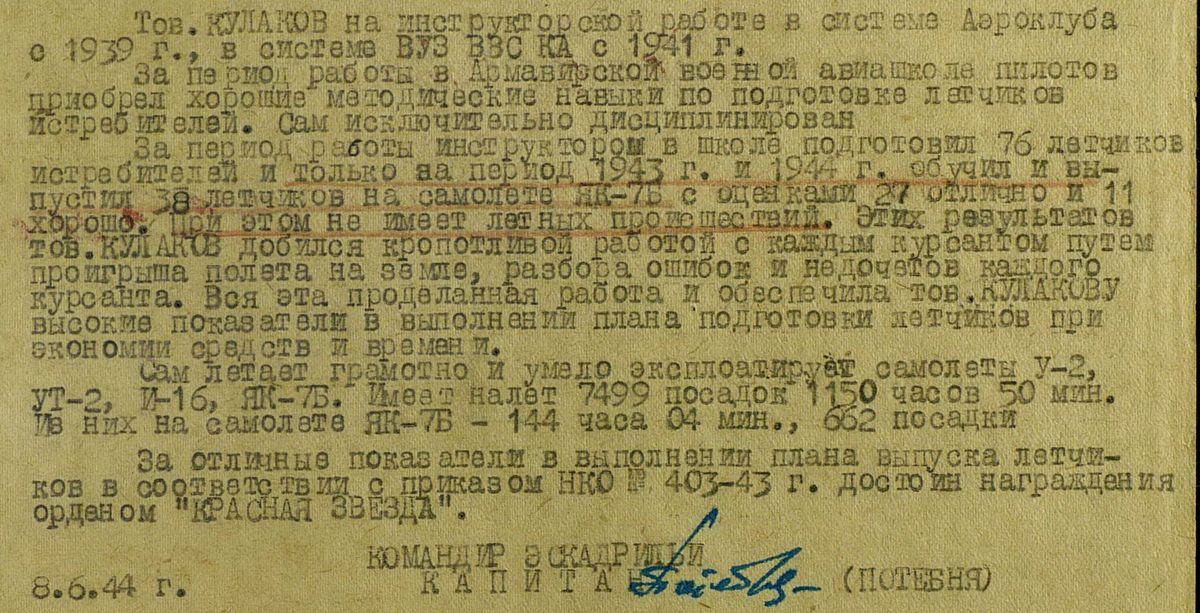 Тов. КУЛАКОВ на инструкторской работе в системе Аэроклуба
с 1939 г., в системе ВУЗ ВВС КА с 1941 г.
За период работы в Армавирской военной авиашколе пилотов
приобрел хорошие методические навыки по подготовке летчиков
истребителей. Сам исключительно дисциплинирован
За период работы инструктором в школе подготовил 76 летчиков
истребителей и только за период 1943 г. и 1944 г. обучил и вы-
пустил 38 летчиков на самолете ЯК-7Б с оценками 27 отлично и 11
хорошо. При этом не имеет летных происшествий. Этих результатов
тов. КУЛАКОВ добился кропотливой работой с каждым курсантом путем
проигрыша полета на земле, разбора ошибок и недочетов каждого
курсанта. Вся эта проделанная работа и обеспечила тов. КУЛАКОВУ
высокие показатели в выполнении плана подготовки летчиков при
экономии средств и времени.
Сам летает грамотно и умело эксплоатирует самолеты У-2,
УТ-2, И-16, ЯК-7Б. Имеет налет 7499 посадок 1150 часов 50 мин.
Из них на самолете ЯК-7Б - 144 часа 04 мин., 662 посадки
За отличные показатели в выполнении плана выпуска летчи-
ков в соответствии с приказом НКО № 403-43 г. достоин награждения
орденом "КРАСНАЯ ЗВЕЗДА".
КОМАНДИР ЭСКАДРИЛЬИ
8.6.44 г. КАПИТАН (ПОТЕБНЯ)